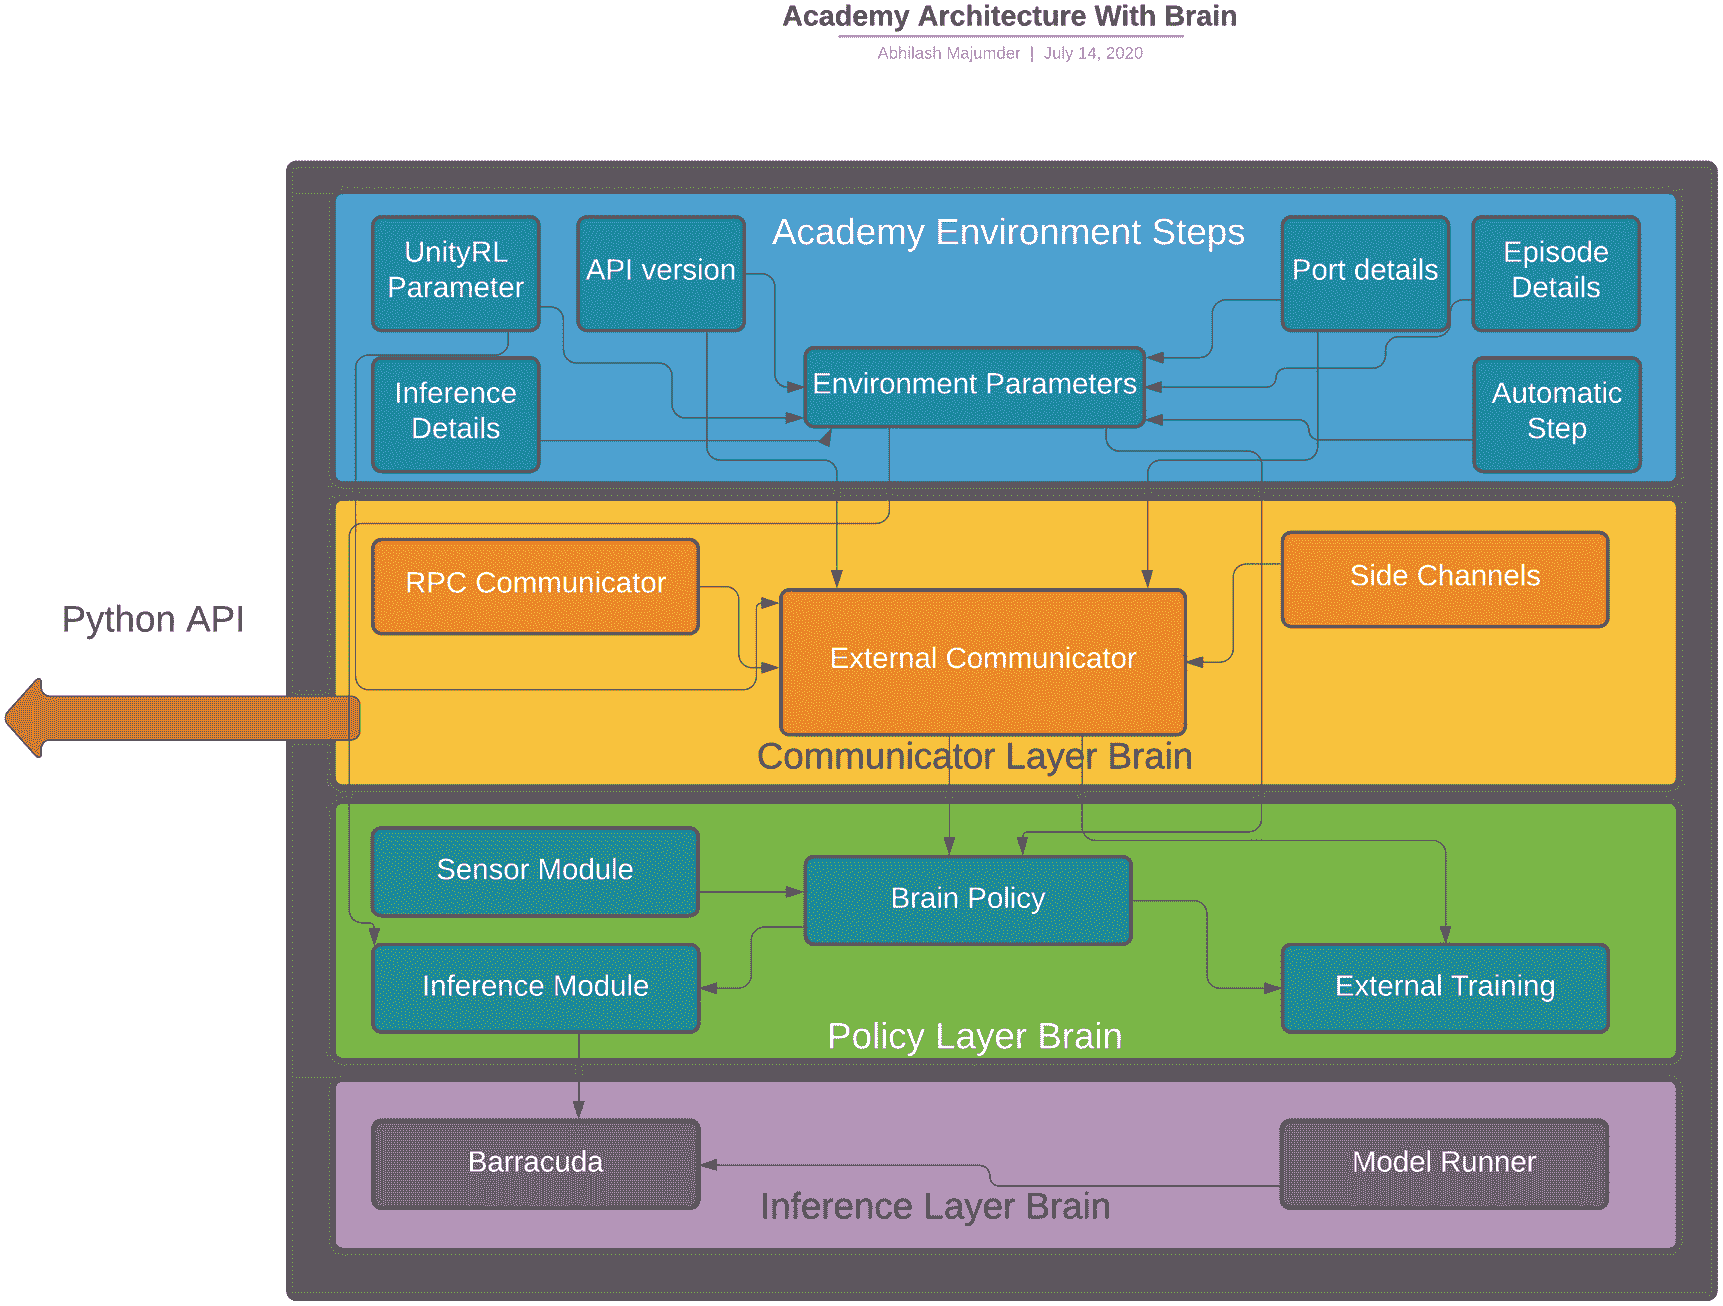 Academy Architecture With Brain
Abhilash Majumder | July 14, 2020
Academy Environment Steps
UnityRL
Parameter
API version
Port details
Episode
Details
Environment Parameters
Inference
Details
Automatic
Step
RPC Communicator
Side Channels
Python API
External Communicator
Communicator Layer Brain
Sensor Module
Brain Policy
Inference Module
External Training
Policy Layer Brain
Barracuda
Model Runner
Inference Layer Brain